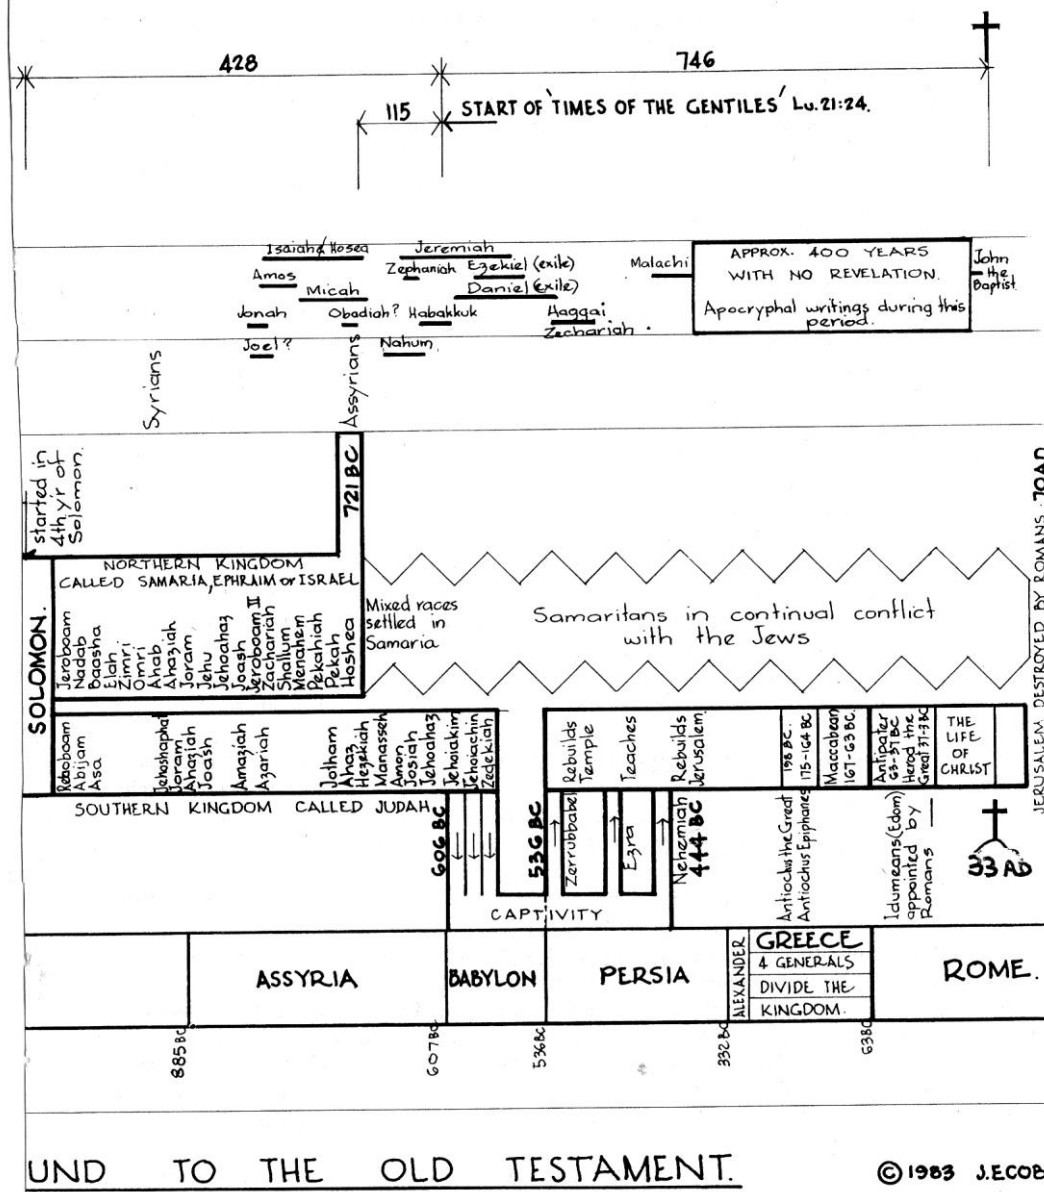 428
746
115
START OF 'TIMES OF THE GENTILES' Lu. 21:24.
Isaiah & Hosea
Jeremiah
Amos
Zephaniah
Ezekiel (exile)
Malachi
Micah
Daniel (Exile)
Jonah
Obadiah?
Habakkuk
Haggai
Zechariah
Joel?
Nahum
APPROX. 400 YEARS
WITH NO REVELATION.
Apocryphal writings during this
period.
John
the
Baptist
Syrians
Assyrians
started in
4th yr of
Solomon.
721 BC
NORTHERN KINGDOM
CALLED SAMARIA, EPHRAIM or ISRAEL
SOLOMON.
Jeroboam
Nadab
Baasha
Elah
Zimri
Omri
Ahab
Ahaziah
Joram
Jehu
Jehoahaz
Joash
Jeroboam II
Zachariah
Shallum
Menahem
Pekahiah
Pekah
Hoshea
Mixed races
settled in
Samaria
Samaritans in continual conflict
with the Jews
JERUSALEM DESTROYED BY ROMANS . 70AD
Rehoboam
Abijam
Asa
Jehoshaphat
Joram
Ahaziah
Joash
Amaziah
Azariah
Jotham
Ahaz
Hezekiah
Manasseh
Amon
Josiah
Jehoahaz
Jehoiakim
Jehoiachin
Zedekiah
Rebuilds
Temple
Teaches
Rebuilds
Jerusalem.
198 BC.
175-164 BC
Maccabean
167-63 BC.
Antipater
63-37 BC
Herod the
Great 37-3 BC
THE
LIFE
OF
CHRIST
SOUTHERN KINGDOM CALLED JUDAH
606 BC
536 BC
Zerrubbabel
Ezra
Nehemiah
444 BC
Antiochus the Great
Antiochus Epiphanes
Idumeans (Edom)
appointed by
Romans
33 AD
CAPTIVITY
ASSYRIA
BABYLON
PERSIA
ALEXANDER
GREECE
4 GENERALS
DIVIDE THE
KINGDOM.
ROME.
885 BC
607 BC
536 BC
332 BC
63 BC
UND TO THE OLD TESTAMENT.
© 1983 J.ECOB